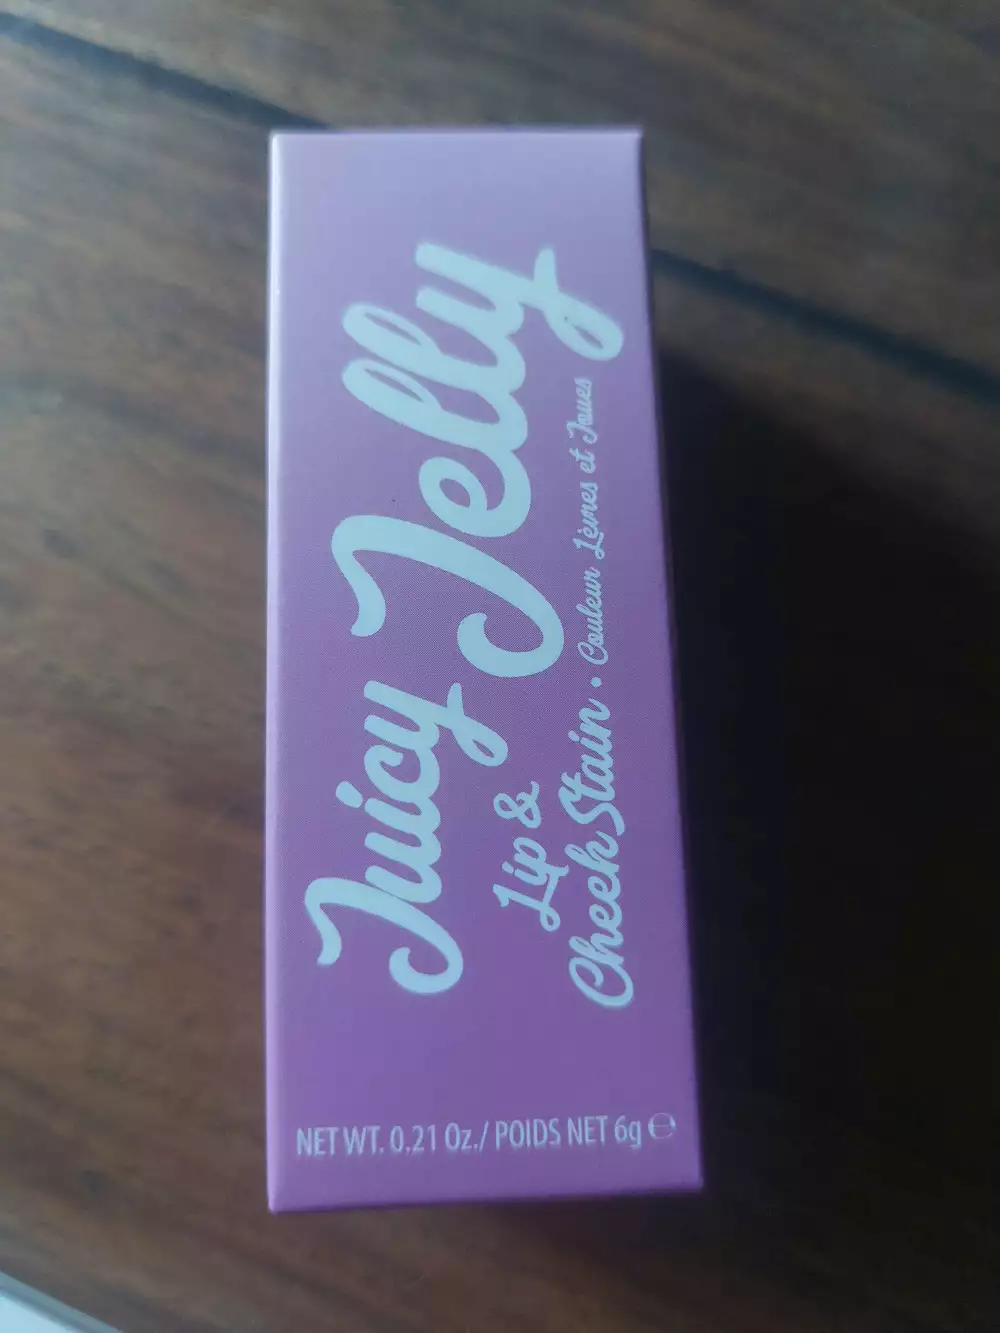 Juicy Jelly
Lip &
Cheek Stain • Couleur Lèvres et Joues
NET WT. 0.21 Oz./ POIDS NET 6g ℮